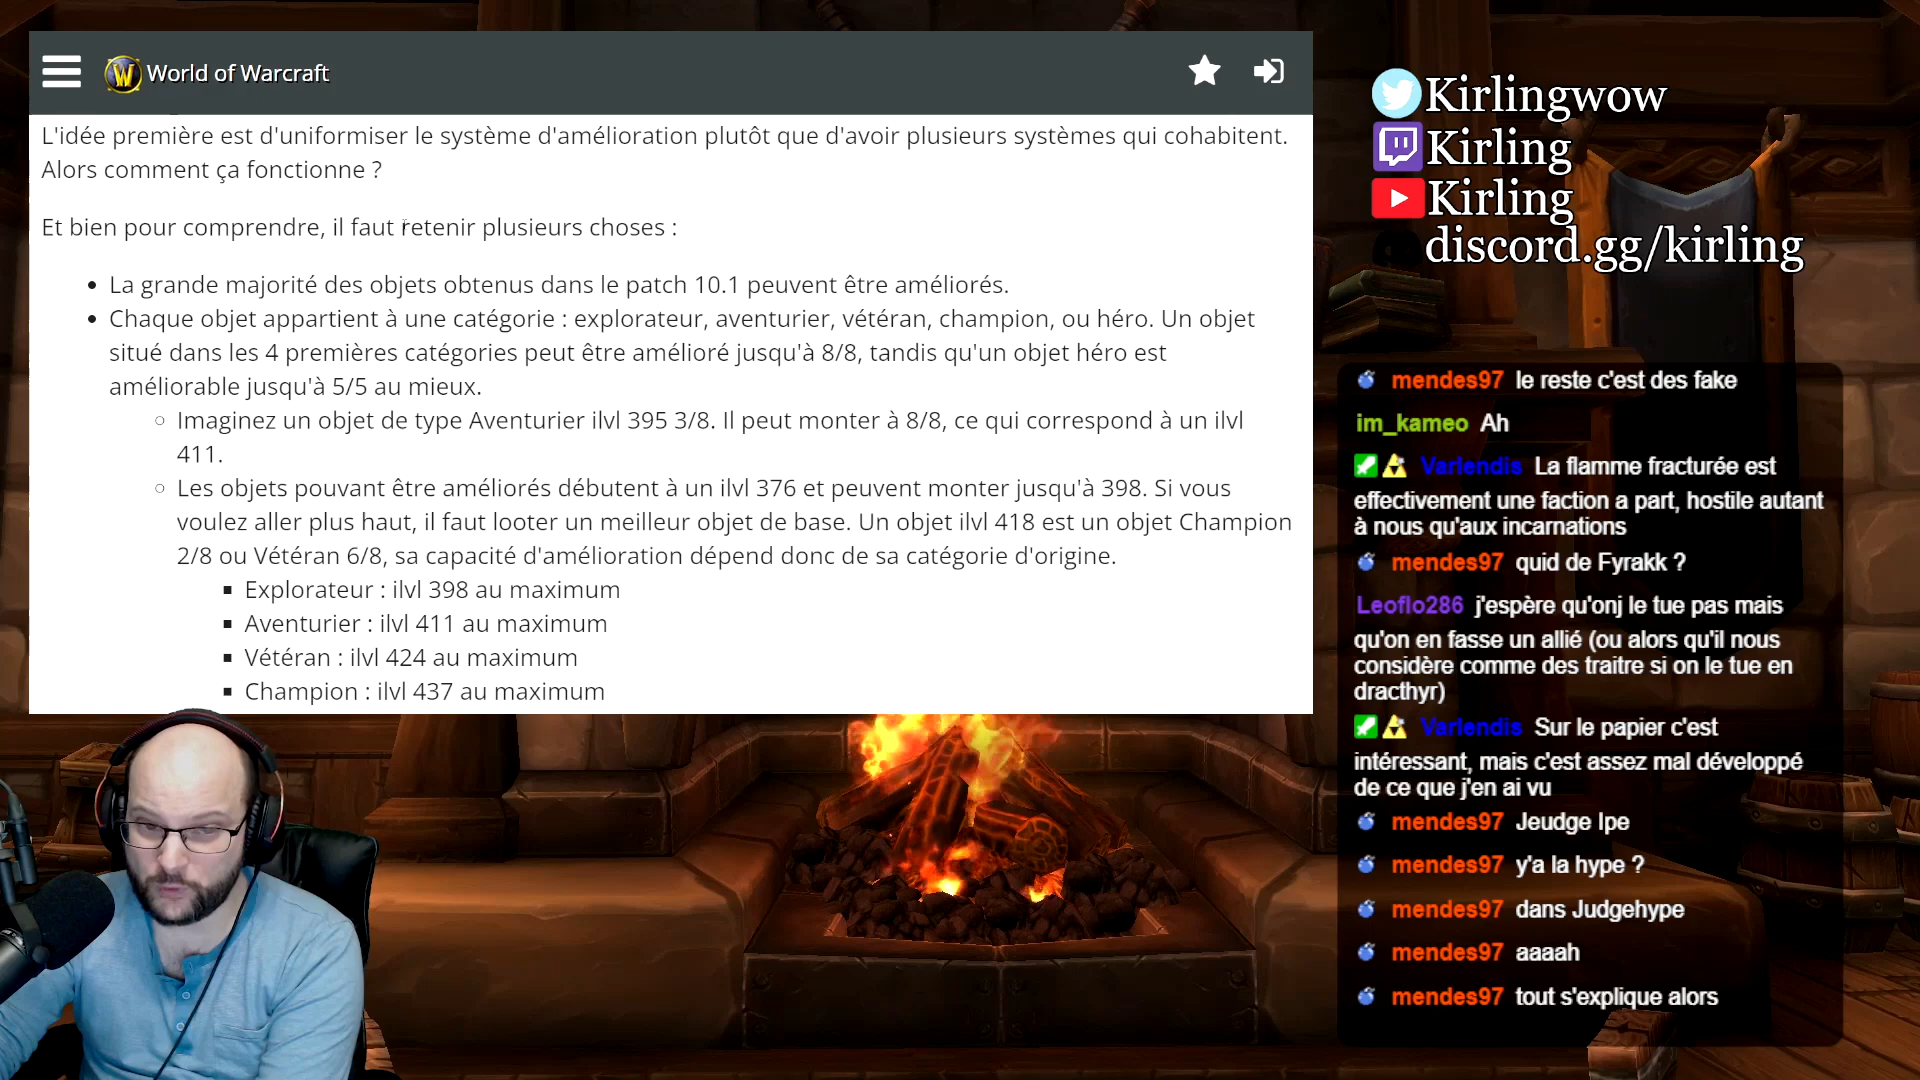 World of Warcraft
L'idée première est d'uniformiser le système d'amélioration plutôt que d'avoir plusieurs systèmes qui cohabitent.
Alors comment ça fonctionne ?
Et bien pour comprendre, il faut retenir plusieurs choses :
La grande majorité des objets obtenus dans le patch 10.1 peuvent être améliorés.
Chaque objet appartient à une catégorie : explorateur, aventurier, vétéran, champion, ou héro. Un objet
situé dans les 4 premières catégories peut être amélioré jusqu'à 8/8, tandis qu'un objet héro est
améliorable jusqu'à 5/5 au mieux.
Imaginez un objet de type Aventurier ilvl 395 3/8. Il peut monter à 8/8, ce qui correspond à un ilvl
411.
Les objets pouvant être améliorés débutent à un ilvl 376 et peuvent monter jusqu'à 398. Si vous
voulez aller plus haut, il faut looter un meilleur objet de base. Un objet ilvl 418 est un objet Champion
2/8 ou Vétéran 6/8, sa capacité d'amélioration dépend donc de sa catégorie d'origine.
Explorateur : ilvl 398 au maximum
Aventurier : ilvl 411 au maximum
Vétéran : ilvl 424 au maximum
Champion : ilvl 437 au maximum
Kirlingwow
Kirling
Kirling
discord.gg/kirling
mendes97 le reste c'est des fake
im_kameo Ah
Varlendis La flamme fracturée est
effectivement une faction a part, hostile autant
à nous qu'aux incarnations
mendes97 quid de Fyrakk ?
Leoflo286 j'espère qu'onj le tue pas mais
qu'on en fasse un allié (ou alors qu'il nous
considère comme des traitre si on le tue en
dracthyr)
Varlendis Sur le papier c'est
intéressant, mais c'est assez mal développé
de ce que j'en ai vu
mendes97 Jeudge Ipe
mendes97 y'a la hype ?
mendes97 dans Judgehype
mendes97 aaaah
mendes97 tout s'explique alors